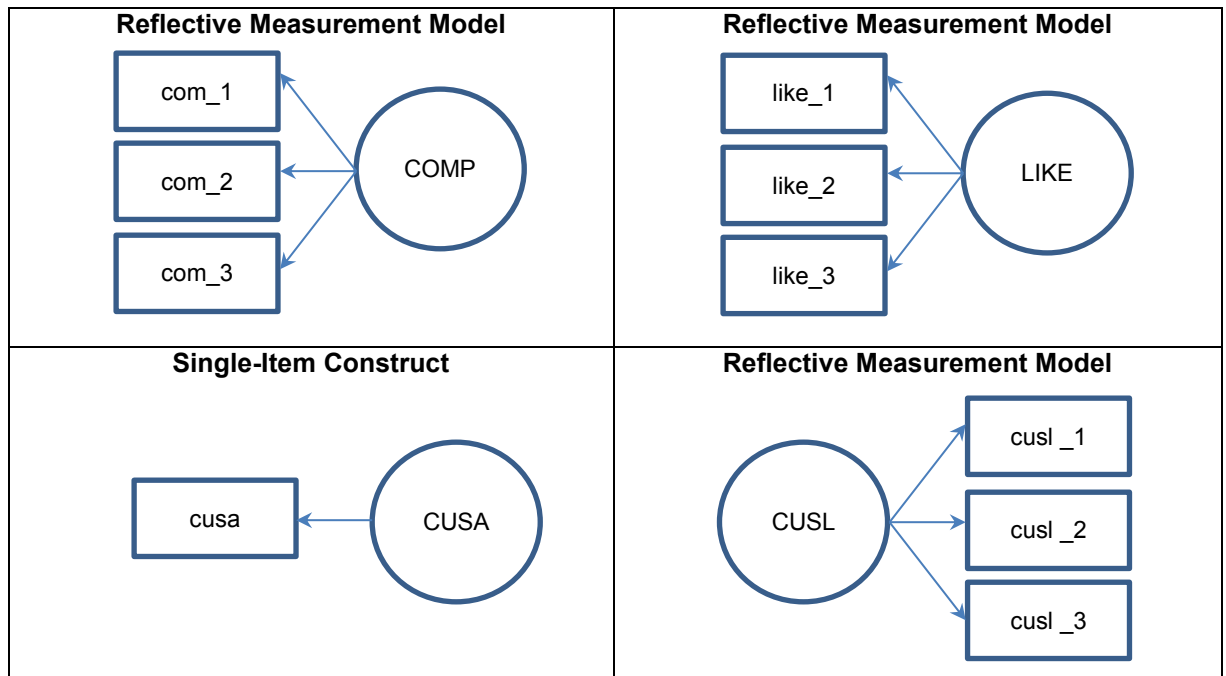 Reflective Measurement Model
com_1
com_2
com_3
COMP
Reflective Measurement Model
like_1
like_2
like_3
LIKE
Single-Item Construct
cusa
CUSA
Reflective Measurement Model
CUSL
cusl _1
cusl _2
cusl _3